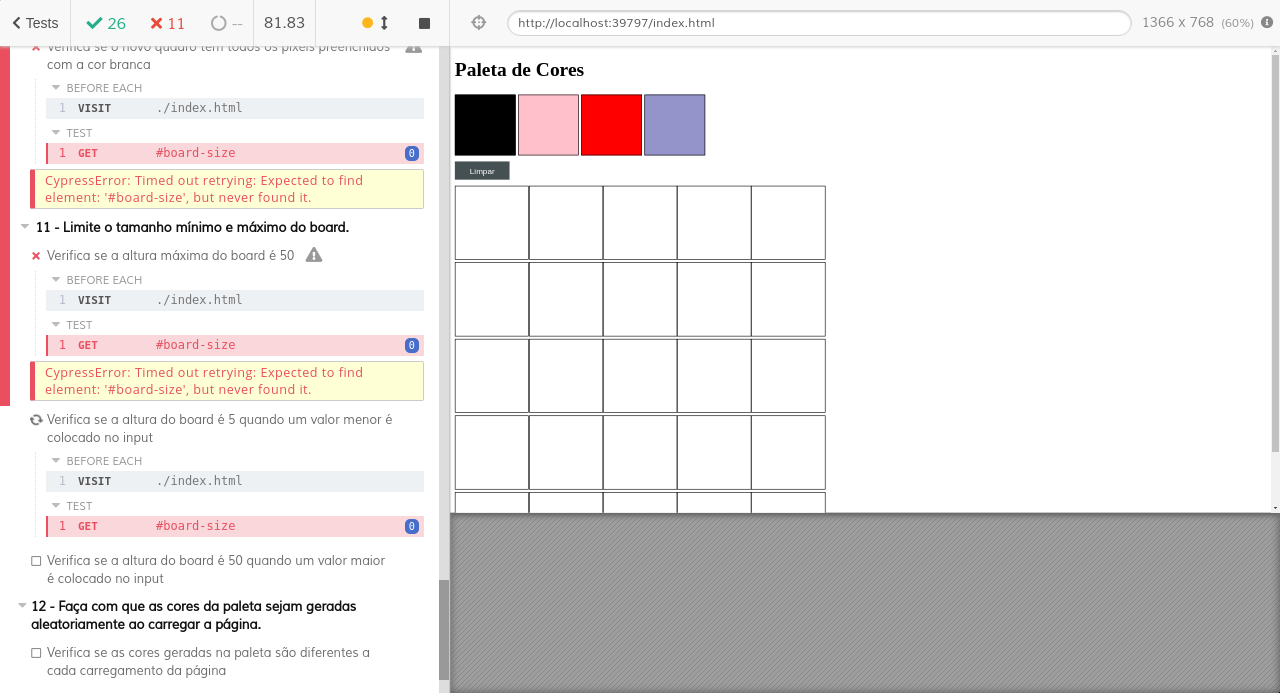 Tests
26
11
--
81.83
http://localhost:39797/index.html
1366 x 768 (60%)
Verifica se o novo quadro tem todos os pixels preenchidos
com a cor branca
BEFORE EACH
1 VISIT ./index.html
TEST
1 GET #board-size 0
CypressError: Timed out retrying: Expected to find
element: '#board-size', but never found it.
11 - Limite o tamanho mínimo e máximo do board.
Verifica se a altura máxima do board é 50
BEFORE EACH
1 VISIT ./index.html
TEST
1 GET #board-size 0
CypressError: Timed out retrying: Expected to find
element: '#board-size', but never found it.
Verifica se a altura do board é 5 quando um valor menor é
colocado no input
BEFORE EACH
1 VISIT ./index.html
TEST
1 GET #board-size 0
Verifica se a altura do board é 50 quando um valor maior
é colocado no input
12 - Faça com que as cores da paleta sejam geradas
aleatoriamente ao carregar a página.
Verifica se as cores geradas na paleta são diferentes a
cada carregamento da página
Paleta de Cores
Limpar